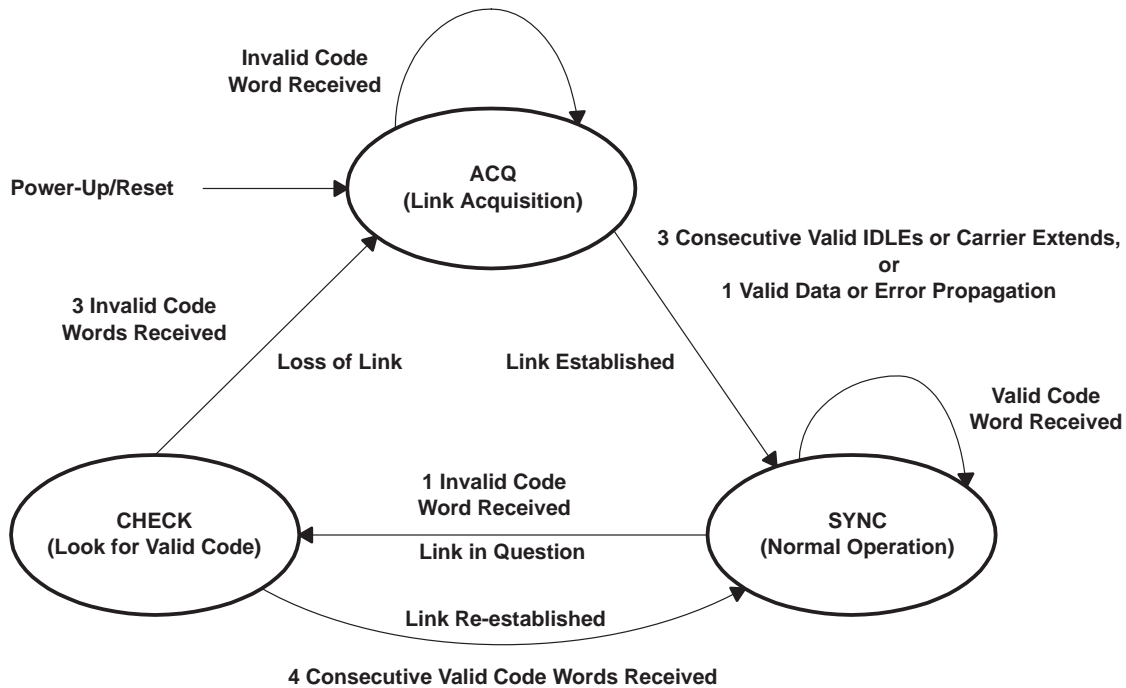 Invalid Code
Word Received
ACQ
(Link Acquisition)
Power-Up/Reset
3 Consecutive Valid IDLEs or Carrier Extends,
or
1 Valid Data or Error Propagation
3 Invalid Code
Words Received
Loss of Link
Link Established
Valid Code
Word Received
1 Invalid Code
Word Received
CHECK
(Look for Valid Code)
SYNC
(Normal Operation)
Link in Question
Link Re-established
4 Consecutive Valid Code Words Received